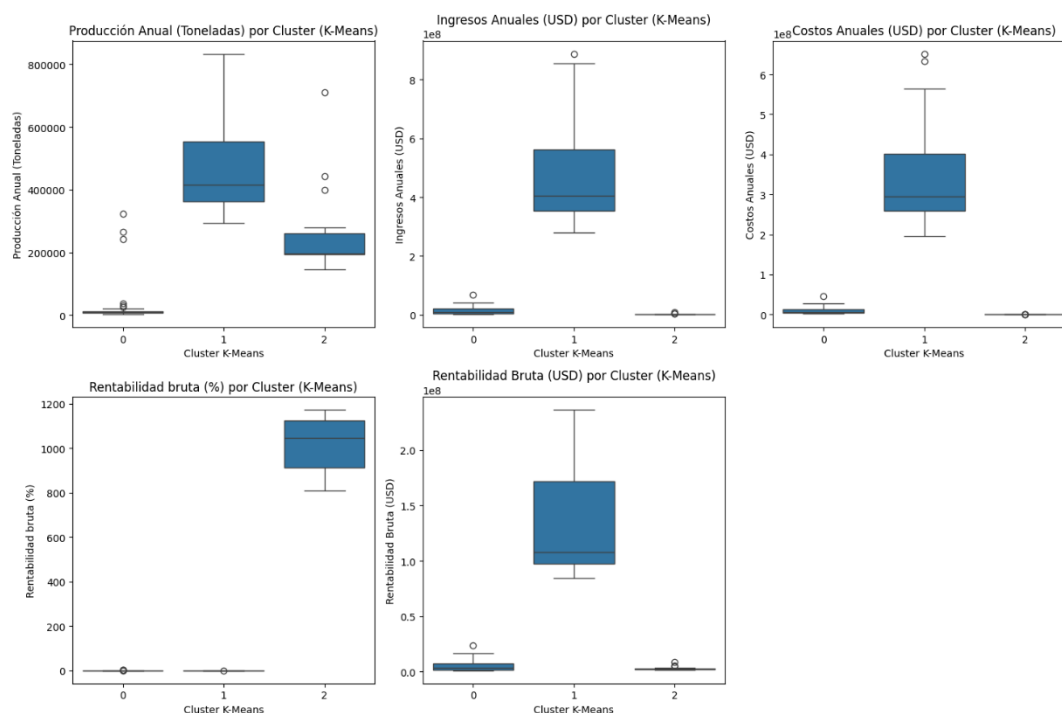 Producción Anual (Toneladas) por Cluster (K-Means)
Producción Anual (Toneladas)
800000
600000
400000
200000
0
0 1 2
Cluster K-Means
Ingresos Anuales (USD) por Cluster (K-Means)
1e8
Ingresos Anuales (USD)
8
6
4
2
0
0 1 2
Cluster K-Means
Costos Anuales (USD) por Cluster (K-Means)
1e8
Costos Anuales (USD)
6
5
4
3
2
1
0
0 1 2
Cluster K-Means
Rentabilidad bruta (%) por Cluster (K-Means)
Rentabilidad bruta (%)
1200
1000
800
600
400
200
0
0 1 2
Cluster K-Means
Rentabilidad Bruta (USD) por Cluster (K-Means)
1e8
Rentabilidad Bruta (USD)
2.0
1.5
1.0
0.5
0.0
0 1 2
Cluster K-Means